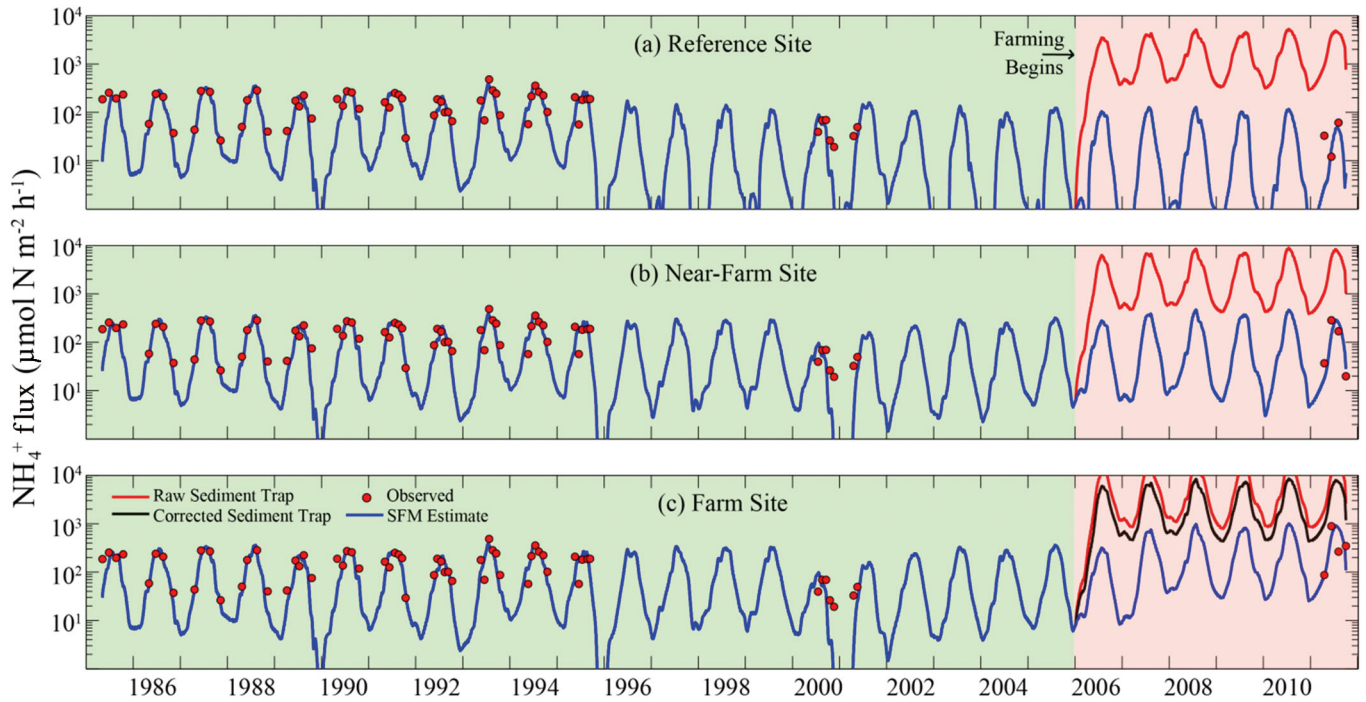 10⁴
10³
10²
10¹
(a) Reference Site
Farming
Begins
10⁴
10³
10²
10¹
(b) Near-Farm Site
10⁴
10³
10²
10¹
(c) Farm Site
Raw Sediment Trap
Observed
Corrected Sediment Trap
SFM Estimate
NH₄⁺ flux (μmol N m⁻² h⁻¹)
1986 1988 1990 1992 1994 1996 1998 2000 2002 2004 2006 2008 2010